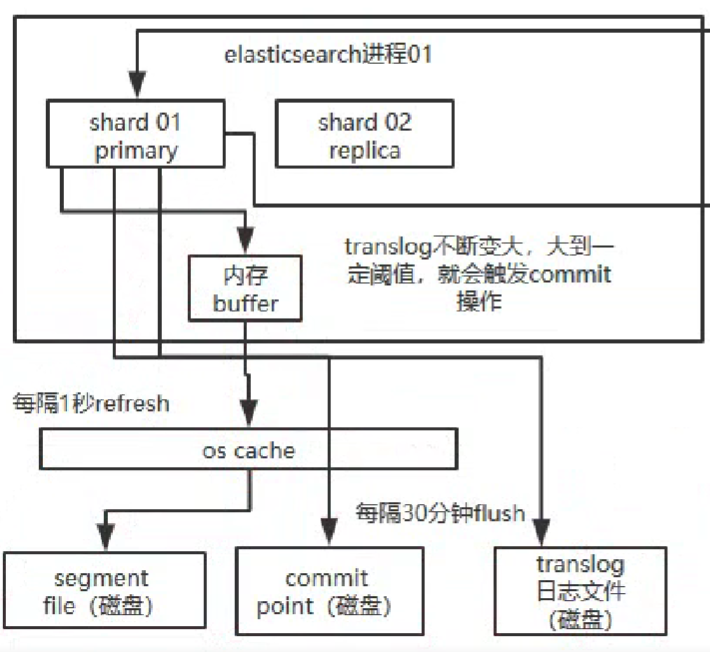 elasticsearch进程01
shard 01
primary
shard 02
replica
translog不断变大，大到一
定阈值，就会触发commit
操作
内存
buffer
每隔1秒refresh
os cache
每隔30分钟flush
segment
file（磁盘）
commit
point（磁盘）
translog
日志文件
（磁盘）